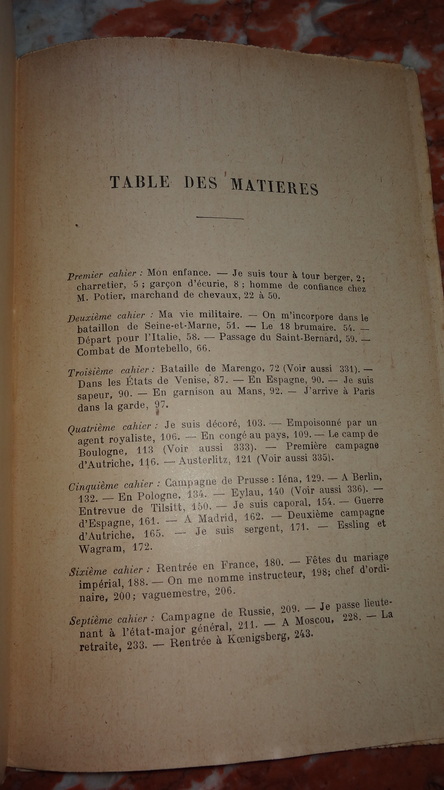 TABLE DES MATIERES
Premier cahier : Mon enfance. — Je suis tour à tour berger, 2 ;
charretier, 5 ; garçon d'écurie, 8 ; homme de confiance chez
M. Potier, marchand de chevaux, 22 à 50.
Deuxième cahier : Ma vie militaire. — On m'incorpore dans le
bataillon de Seine-et-Marne, 51. — Le 18 brumaire. 54. —
Départ pour l'Italie, 58. — Passage du Saint-Bernard, 59. —
Combat de Montebello, 66.
Troisième cahier : Bataille de Marengo, 72 (Voir aussi 331). —
Dans les États de Venise, 87. — En Espagne, 90. — Je suis
sapeur, 90. — En garnison au Mans, 92. — J'arrive à Paris
dans la garde, 97.
Quatrième cahier : Je suis décoré, 103. — Empoisonné par un
agent royaliste, 106. — En congé au pays, 109. — Le camp de
Boulogne, 113 (Voir aussi 333). — Première campagne
d'Autriche, 116. — Austerlitz, 121 (Voir aussi 335).
Cinquième cahier : Campagne de Prusse : Iéna, 129. — A Berlin,
132. — En Pologne, 134. — Eylau, 140 (Voir aussi 336). —
Entrevue de Tilsitt, 150. — Je suis caporal. 154. — Guerre
d'Espagne, 161. — A Madrid, 162. — Deuxième campagne
d'Autriche, 165. — Je suis sergent, 171. — Essling et
Wagram, 172.
Sixième cahier : Rentrée en France, 180. — Fêtes du mariage
impérial, 188. — On me nomme instructeur, 198; chef d'ordi-
naire, 200 ; vaguemestre, 206.
Septième cahier : Campagne de Russie, 209. — Je passe lieute-
nant à l'état-major général, 211. — A Moscou, 228. — La
retraite, 233. — Rentrée à Kœnigsberg, 243.